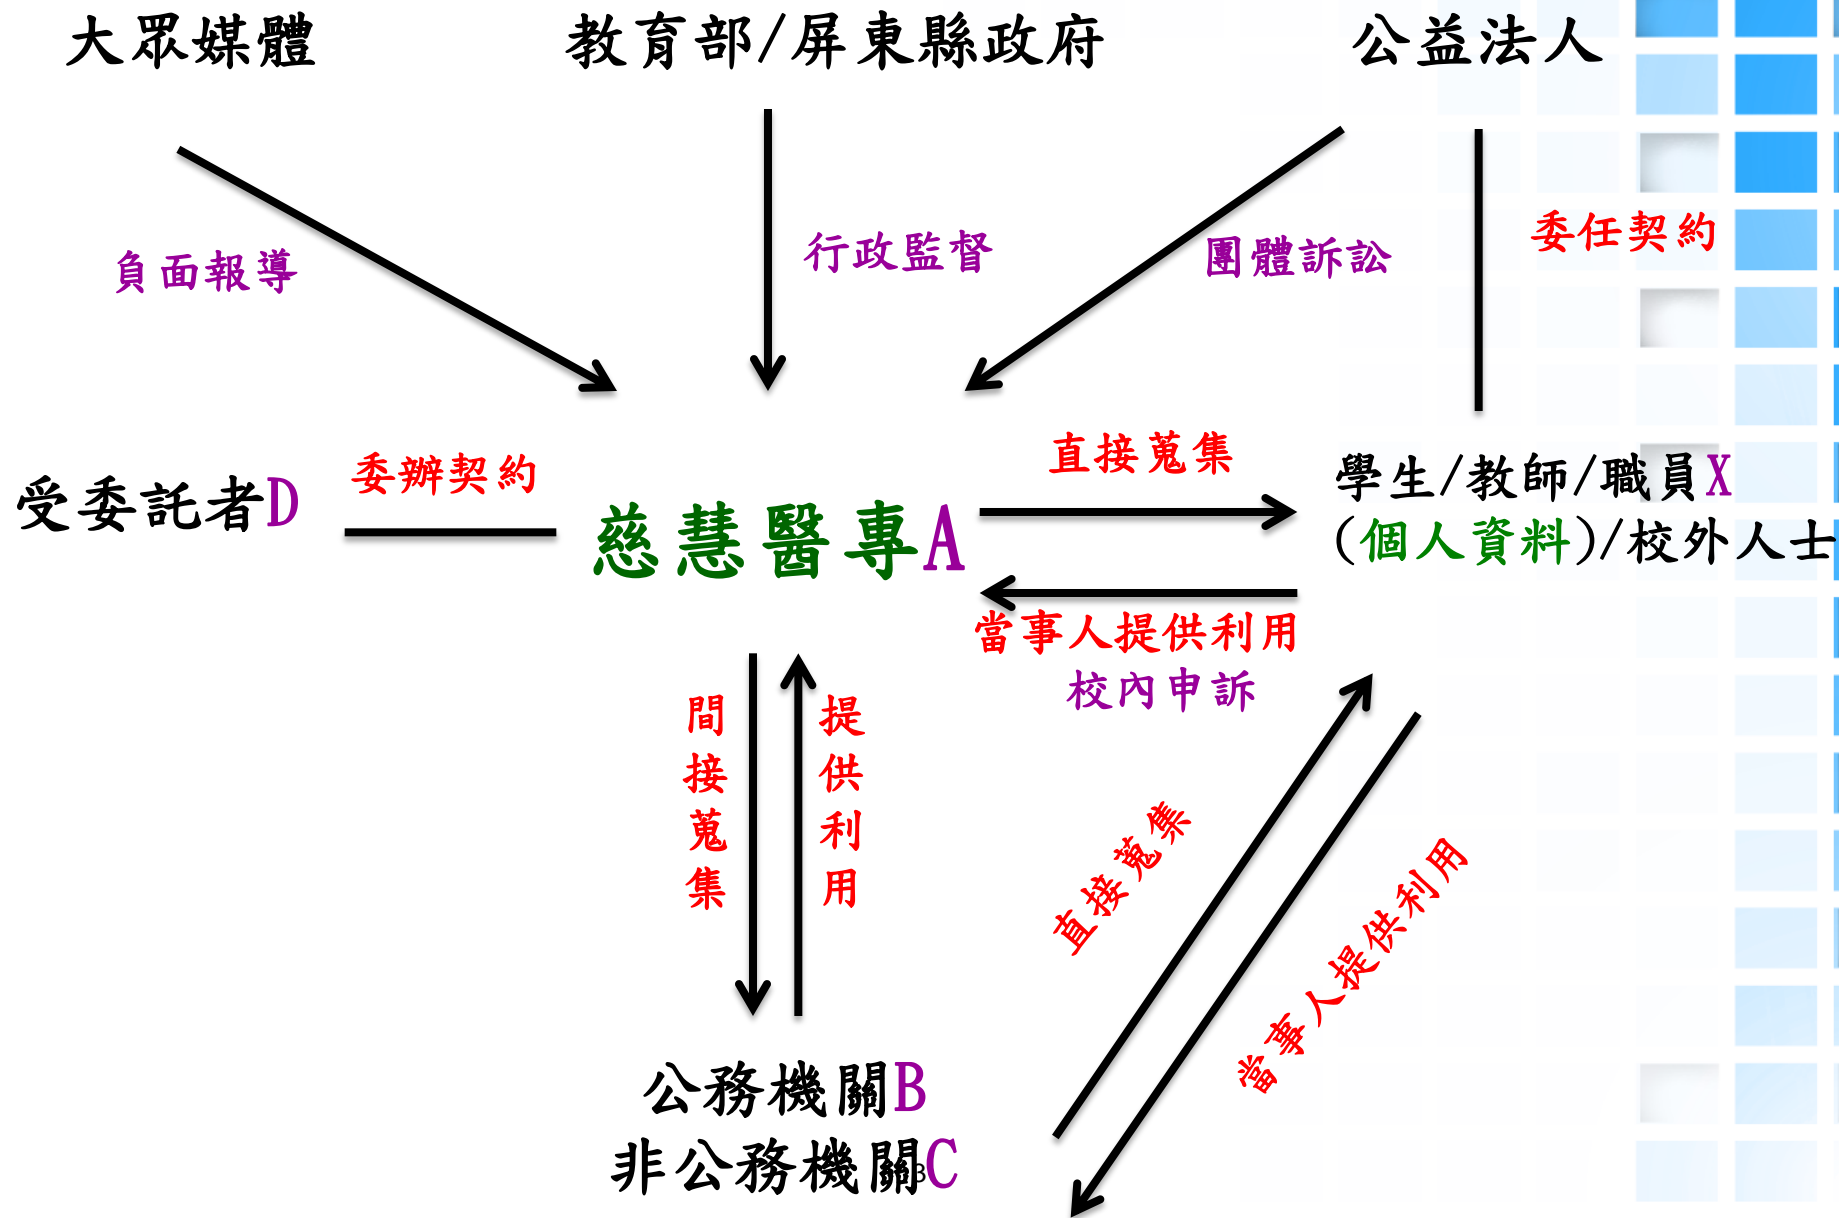 大眾媒體
教育部/屏東縣政府
公益法人
負面報導
行政監督
團體訴訟
委任契約
受委託者D
委辦契約
慈慧醫專A
直接蒐集
學生/教師/職員X
(個人資料)/校外人士
當事人提供利用
校內申訴
間接蒐集
提供利用
直接蒐集
當事人提供利用
公務機關B
非公務機關C
3